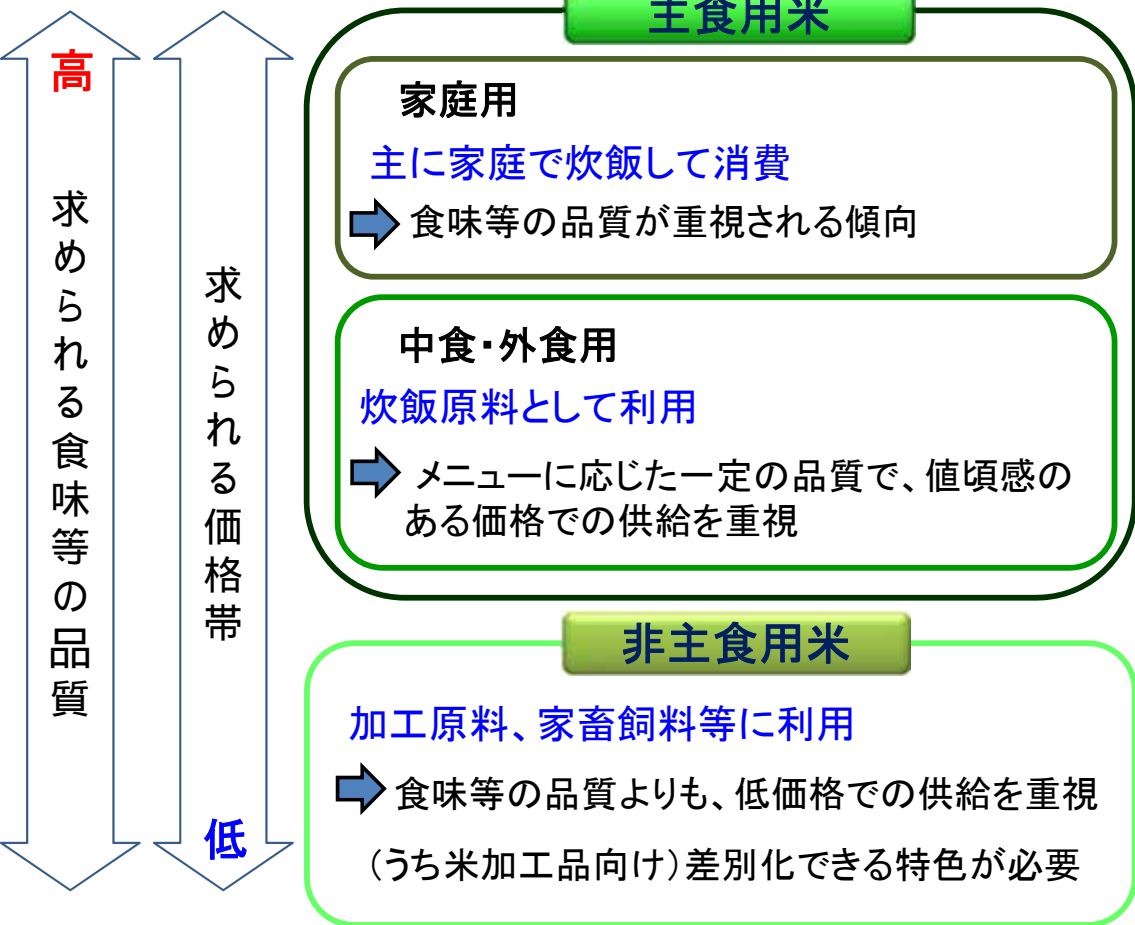 高
求められる食味等の品質
求められる価格帯
低
主食用米
家庭用
主に家庭で炊飯して消費
食味等の品質が重視される傾向
中食・外食用
炊飯原料として利用
メニューに応じた一定の品質で、値頃感の
ある価格での供給を重視
非主食用米
加工原料、家畜飼料等に利用
食味等の品質よりも、低価格での供給を重視
（うち米加工品向け）差別化できる特色が必要